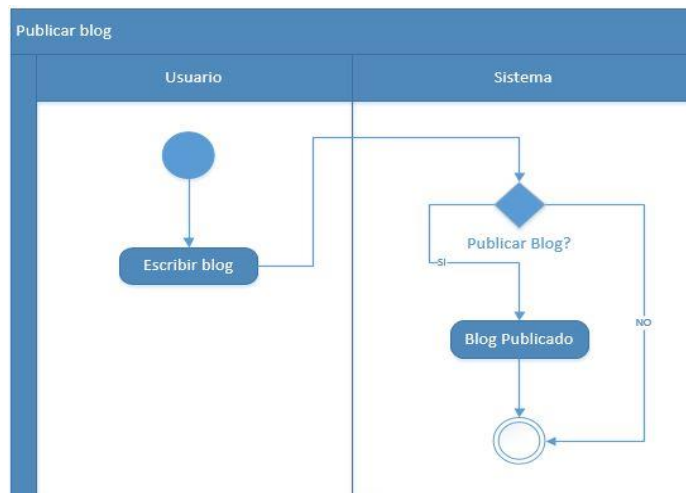 Publicar blog
Usuario
Sistema
Publicar Blog?
SI
Escribir blog
NO
Blog Publicado